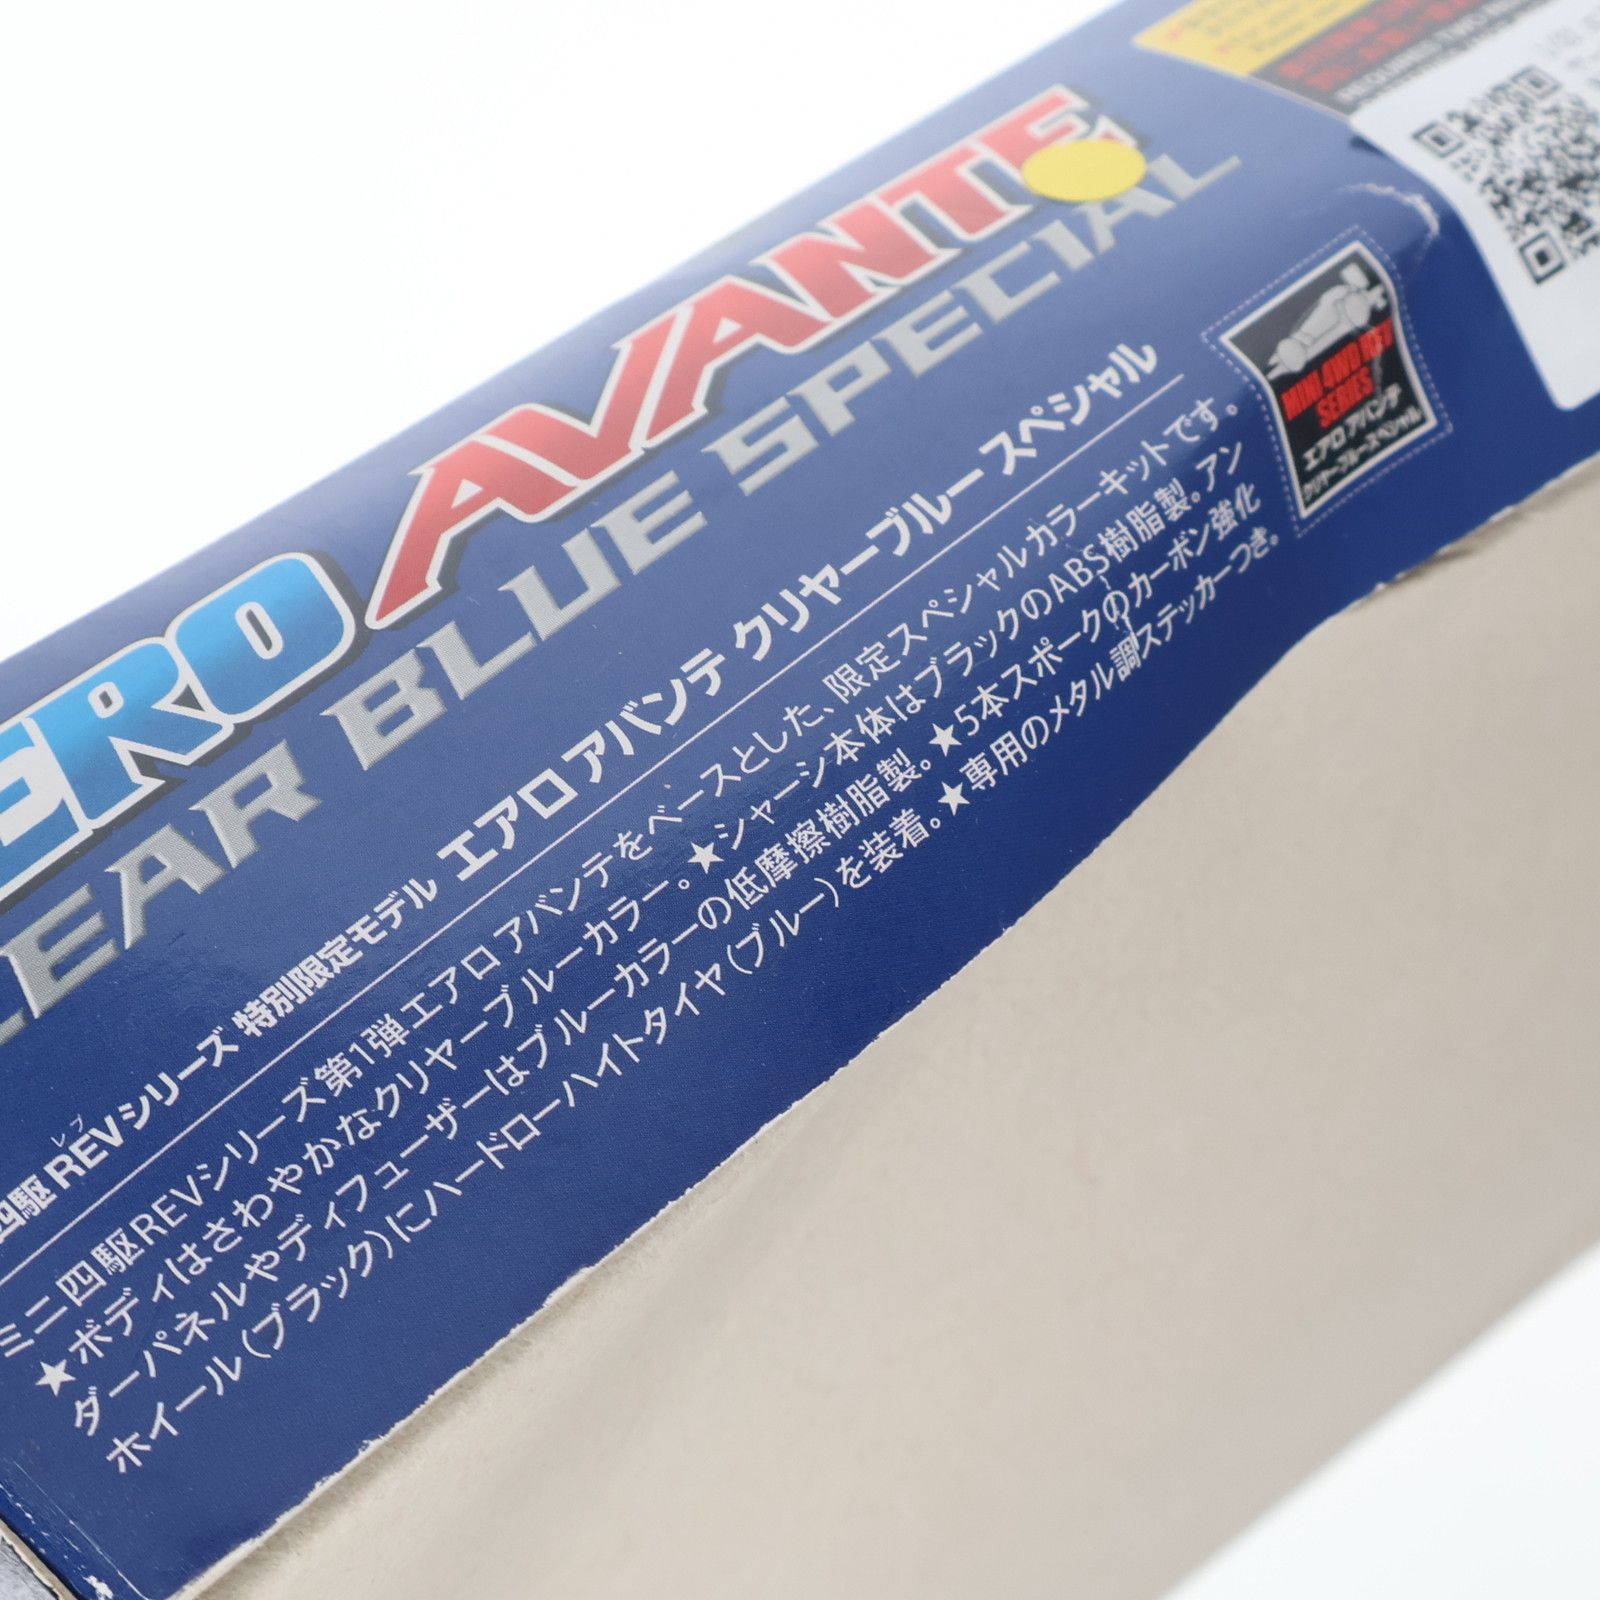 ERO AVANTE
LEAR BLUE SPECIAL
四駆 REVシリーズ 特別限定モデル エアロ アバンテ クリヤーブルー スペシャル
レブ
ミニ四駆REVシリーズ第1弾エアロ アバンテをベースとした、限定スペシャルカラーキットです。
★ボディはさわやかなクリヤーブルーカラー。★シャーシ本体はブラックのABS樹脂製。アン
ダーパネルやディフューザーはブルーカラーの低摩擦樹脂製。★5本スポークのカーボン強化
ホイール(ブラック)にハードローハイトタイヤ(ブルー)を装着。★専用のメタル調ステッカーつき。
MINI 4WD REV
SERIES
エアロ アバンテ
クリヤーブルースペシャル